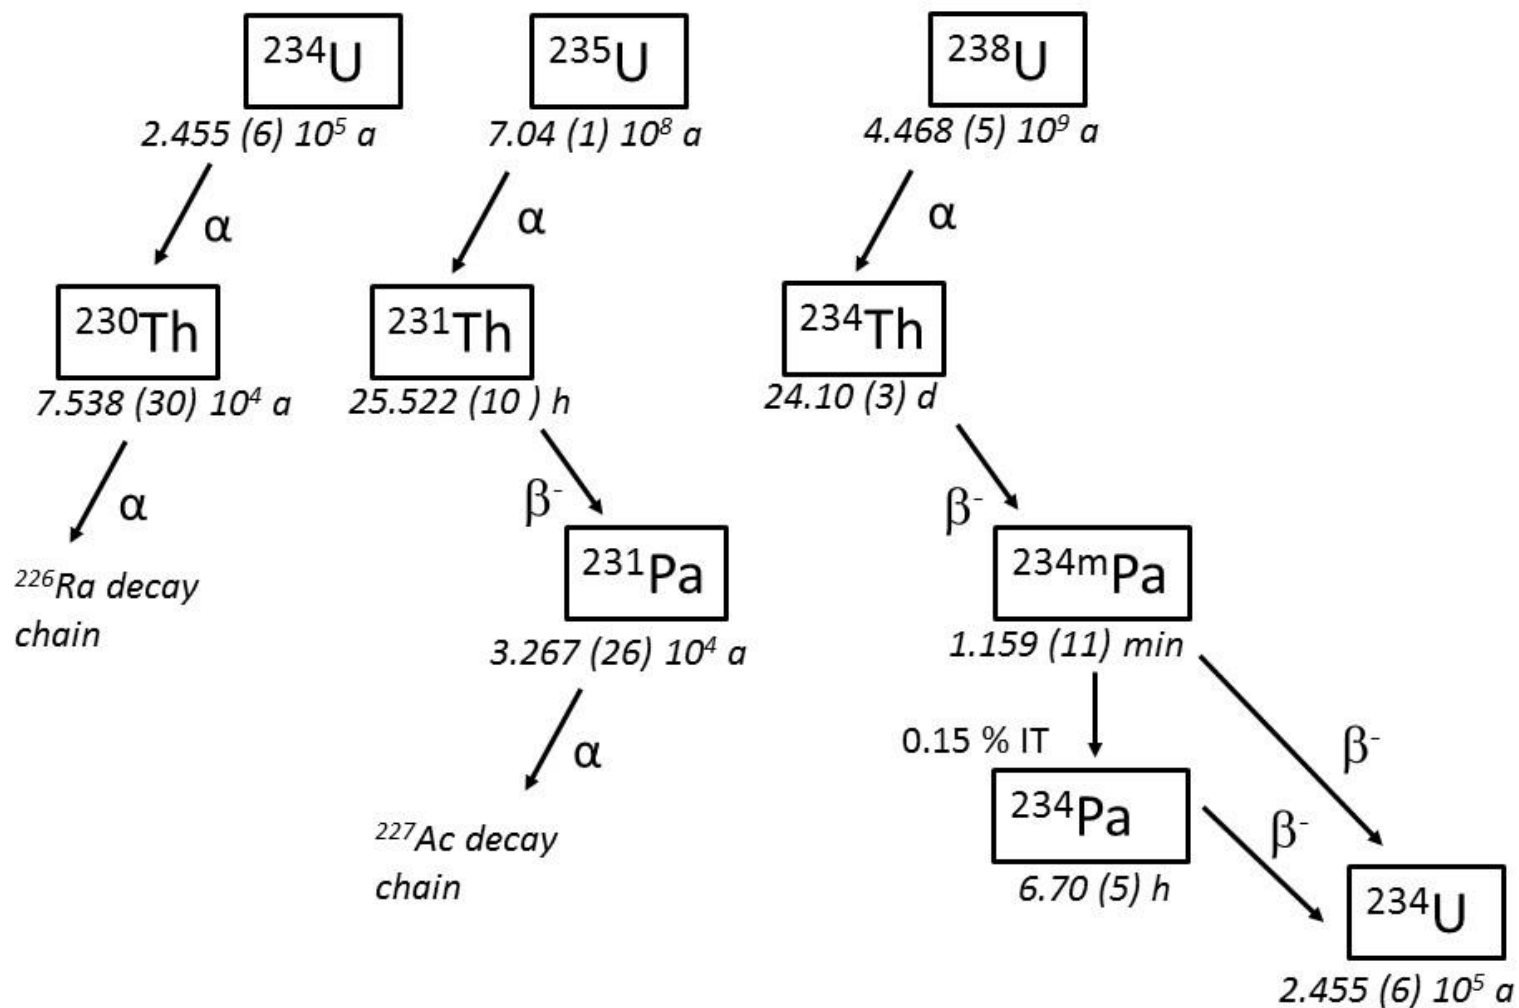 ²³⁴U
²³⁵U
²³⁸U
2.455 (6) 10⁵ a
7.04 (1) 10⁸ a
4.468 (5) 10⁹ a
α
α
α
²³⁰Th
²³¹Th
²³⁴Th
7.538 (30) 10⁴ a
25.522 (10 ) h
24.10 (3) d
α
β⁻
β⁻
²²⁶Ra decay
chain
²³¹Pa
²³⁴ᵐPa
3.267 (26) 10⁴ a
1.159 (11) min
α
0.15 % IT
β⁻
²²⁷Ac decay
chain
²³⁴Pa
β⁻
6.70 (5) h
²³⁴U
2.455 (6) 10⁵ a